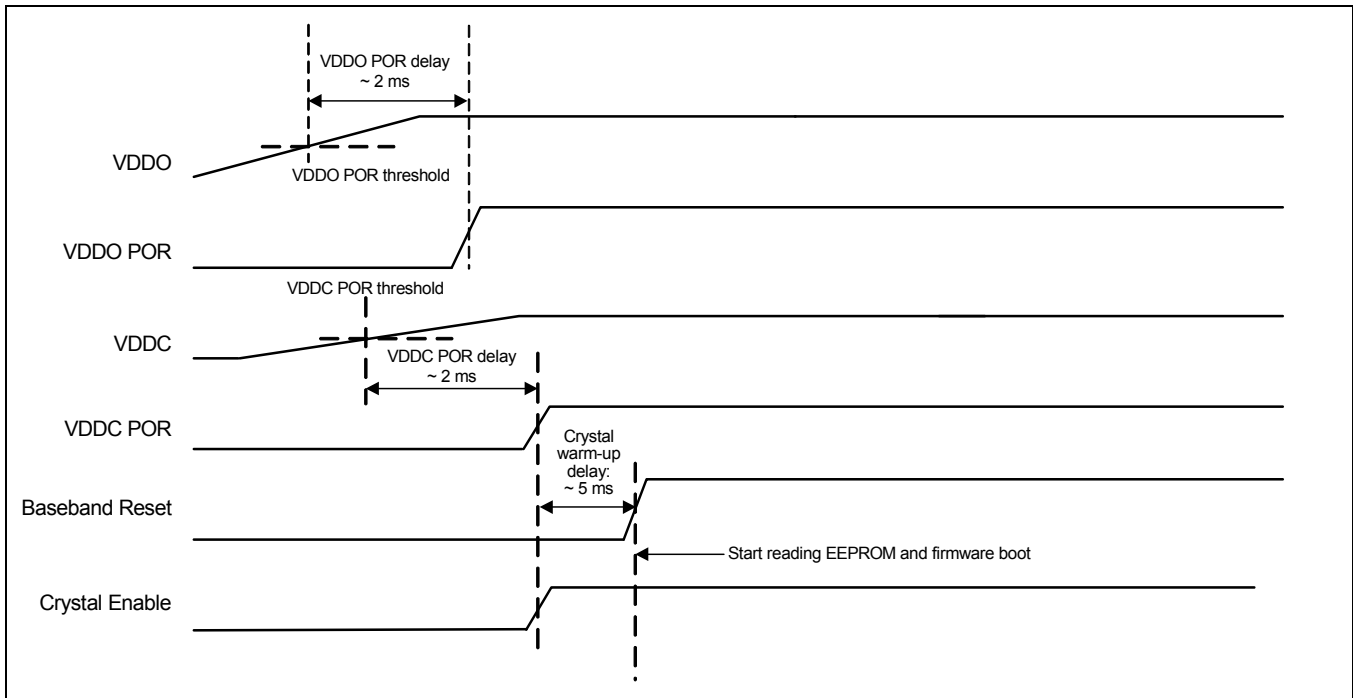 VDDO POR delay
~ 2 ms
VDDO
VDDO POR threshold
VDDO POR
VDDC POR threshold
VDDC
VDDC POR delay
~ 2 ms
VDDC POR
Crystal
warm-up
delay:
~ 5 ms
Baseband Reset
Start reading EEPROM and firmware boot
Crystal Enable